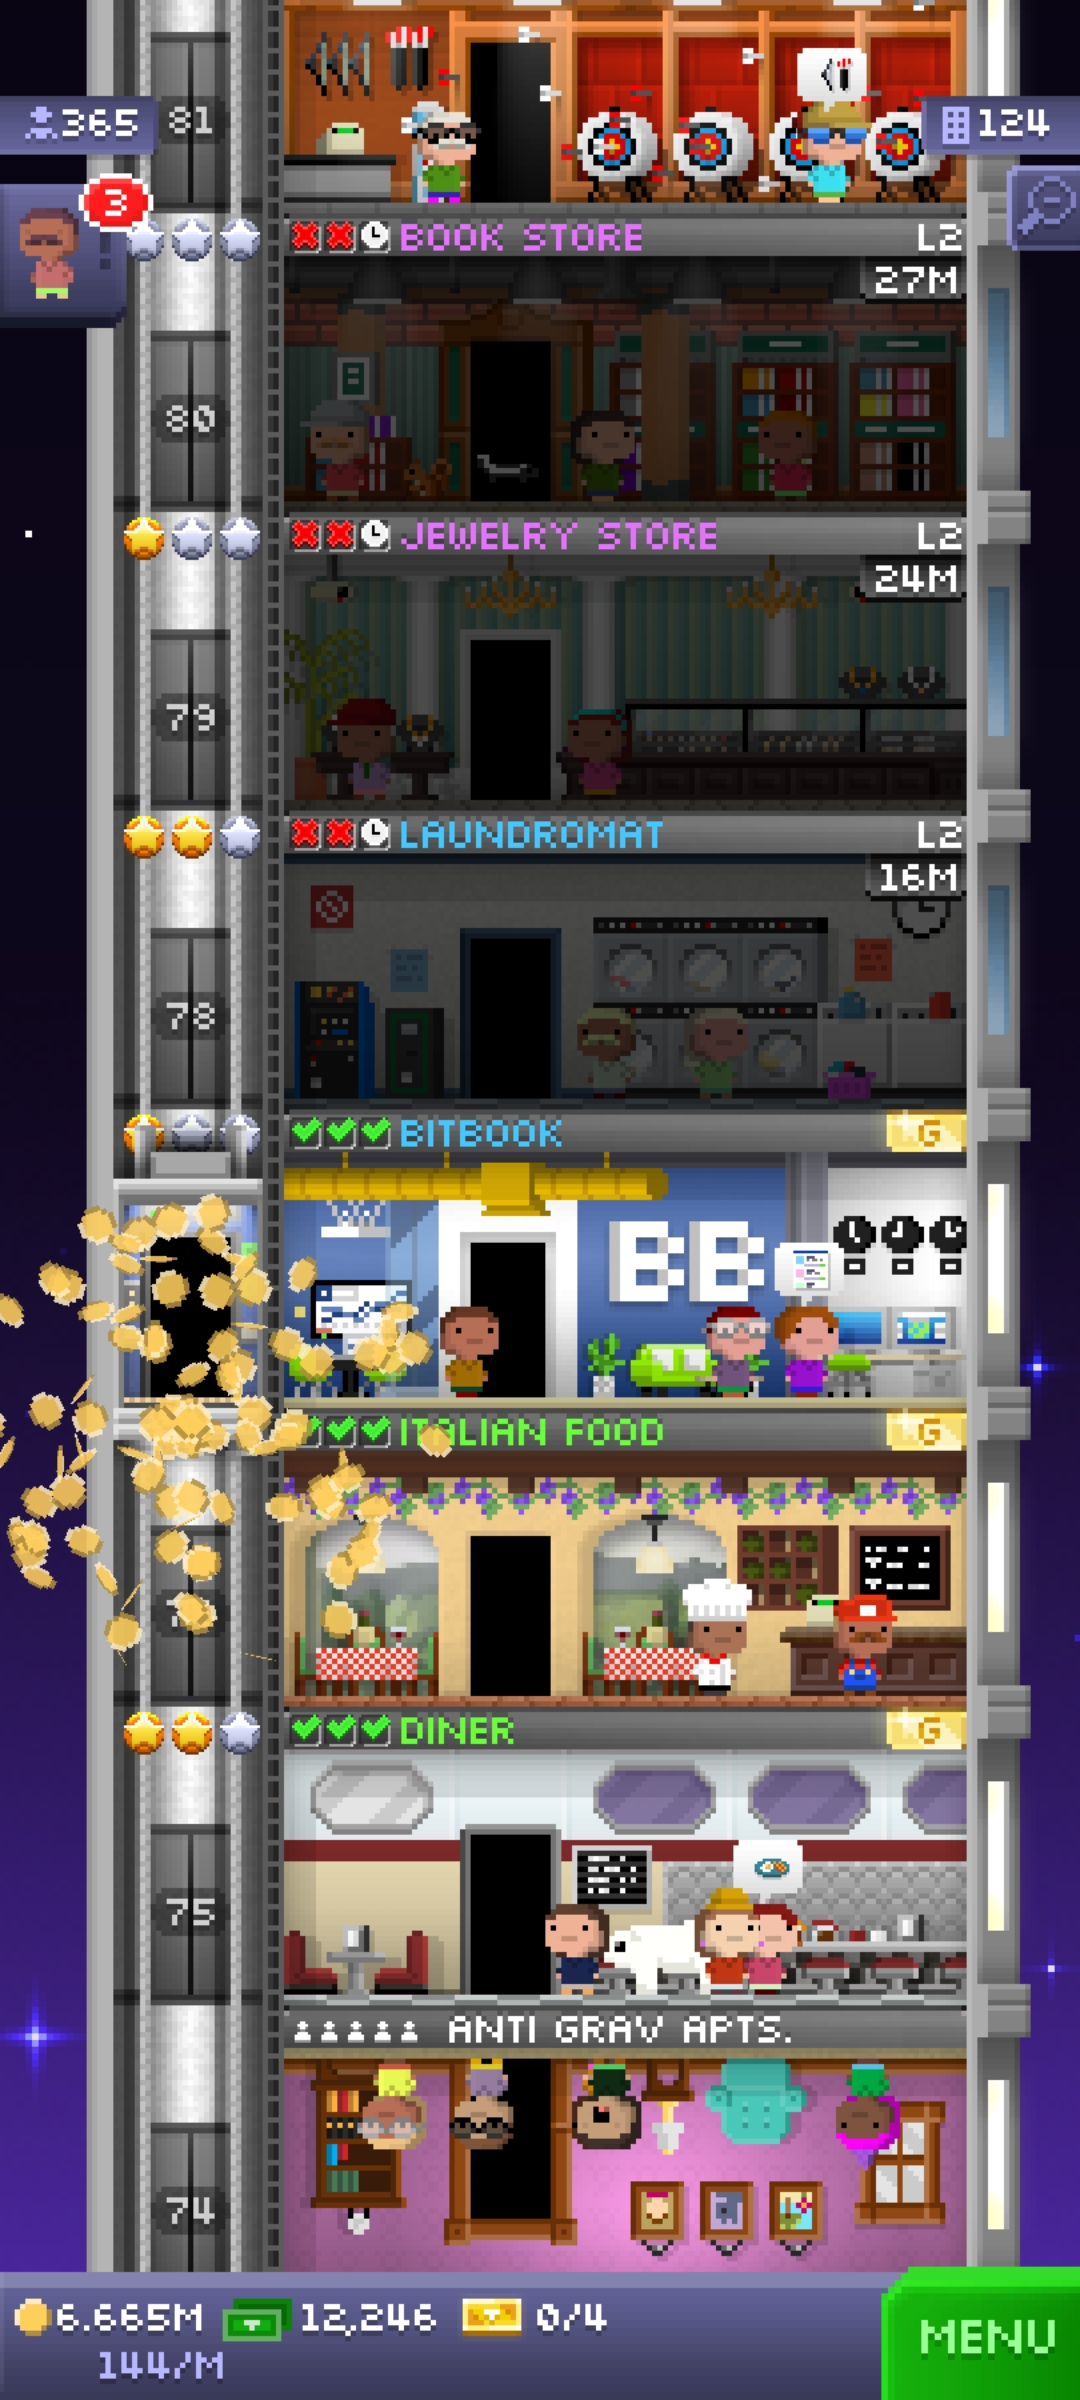 81
365
124
3
BOOK STORE L2
27M
80
JEWELRY STORE L2
24M
79
LAUNDROMAT L2
16M
78
BITBOOK G
BB
ITALIAN FOOD G
DINER G
75
ANTI GRAV APTS.
74
6.665M 12,246 0/4
144/M
MENU